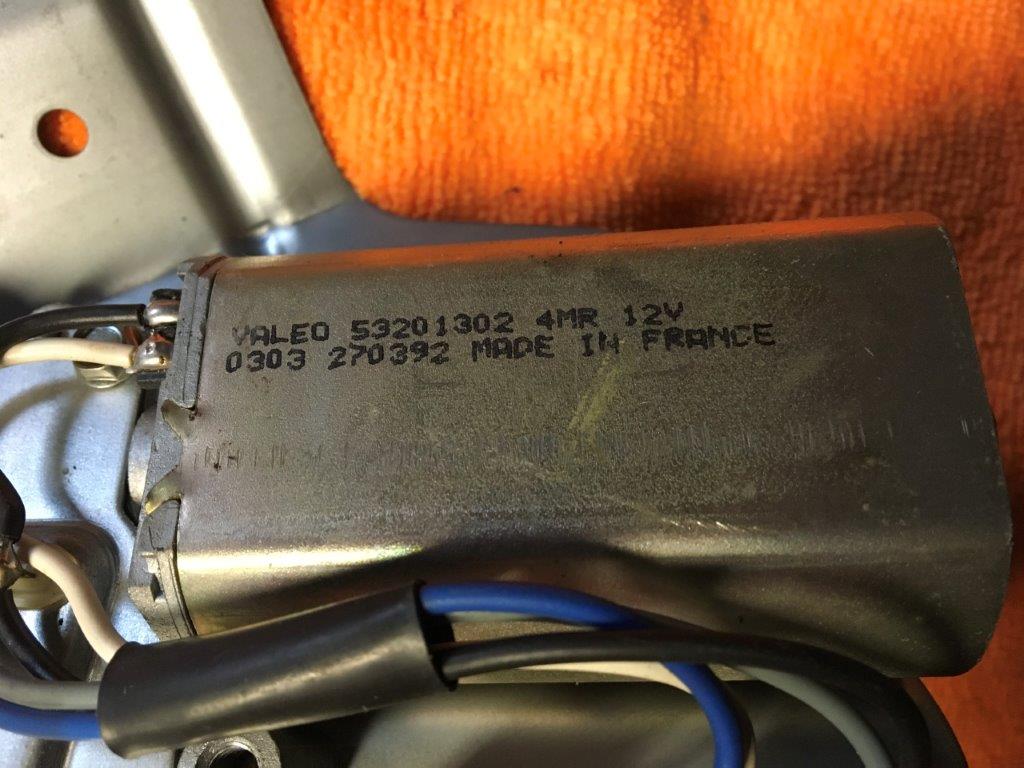 VALEO 53201302 4MR 12V
0303 270392 MADE IN FRANCE